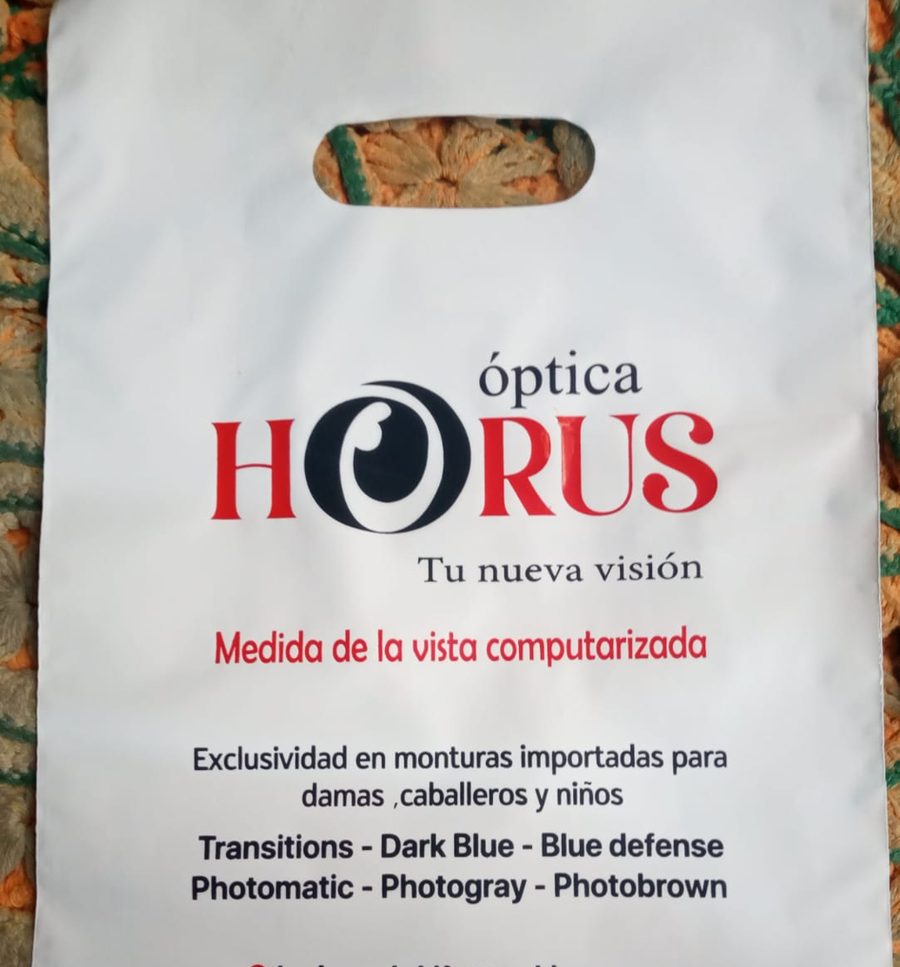 óptica
HORUS
Tu nueva visión
Medida de la vista computarizada
Exclusividad en monturas importadas para
damas ,caballeros y niños
Transitions - Dark Blue - Blue defense
Photomatic - Photogray - Photobrown